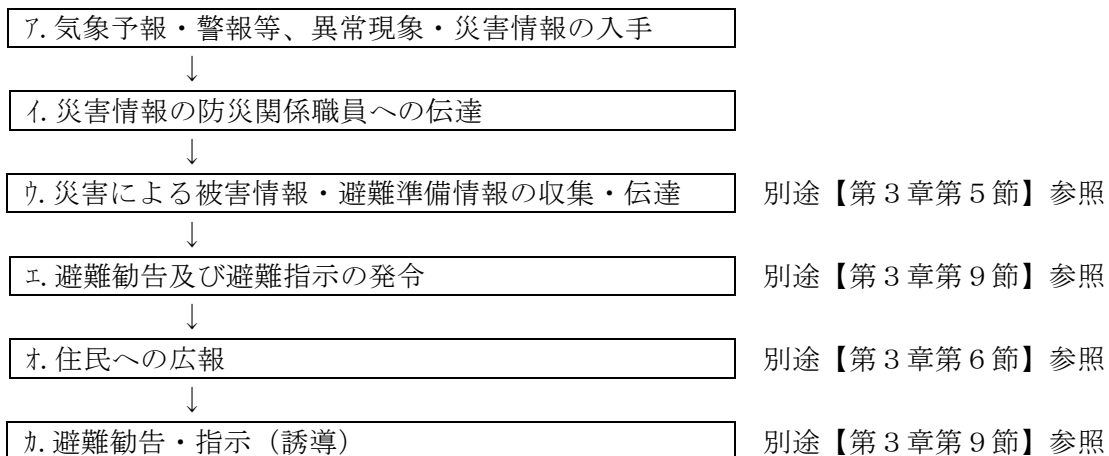 ｱ.気象予報・警報等、異常現象・災害情報の入手
↓
ｲ.災害情報の防災関係職員への伝達
↓
ｳ.災害による被害情報・避難準備情報の収集・伝達　別途【第３章第５節】参照
↓
ｴ.避難勧告及び避難指示の発令　別途【第３章第９節】参照
↓
ｵ.住民への広報　別途【第３章第６節】参照
↓
ｶ.避難勧告・指示（誘導）　別途【第３章第９節】参照